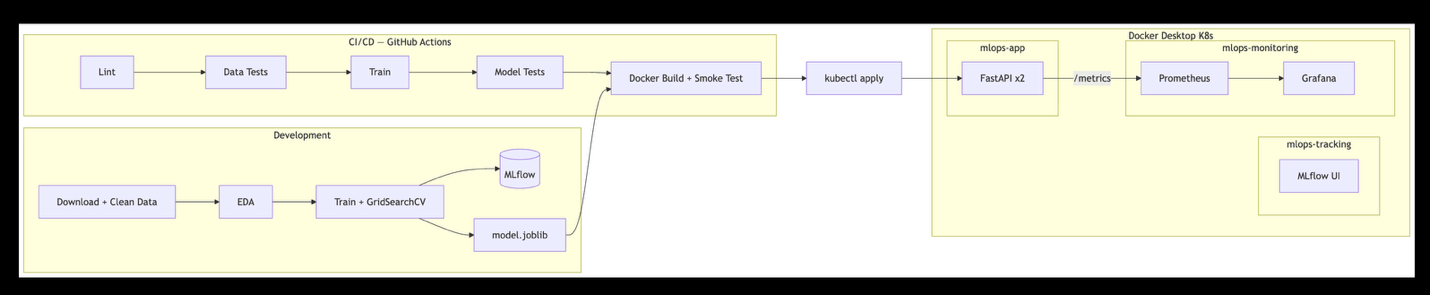 CI/CD — GitHub Actions
Lint
Data Tests
Train
Model Tests
Docker Build + Smoke Test
kubectl apply
Docker Desktop K8s
mlops-app
FastAPI x2
/metrics
mlops-monitoring
Prometheus
Grafana
mlops-tracking
MLflow UI
Development
Download + Clean Data
EDA
Train + GridSearchCV
MLflow
model.joblib